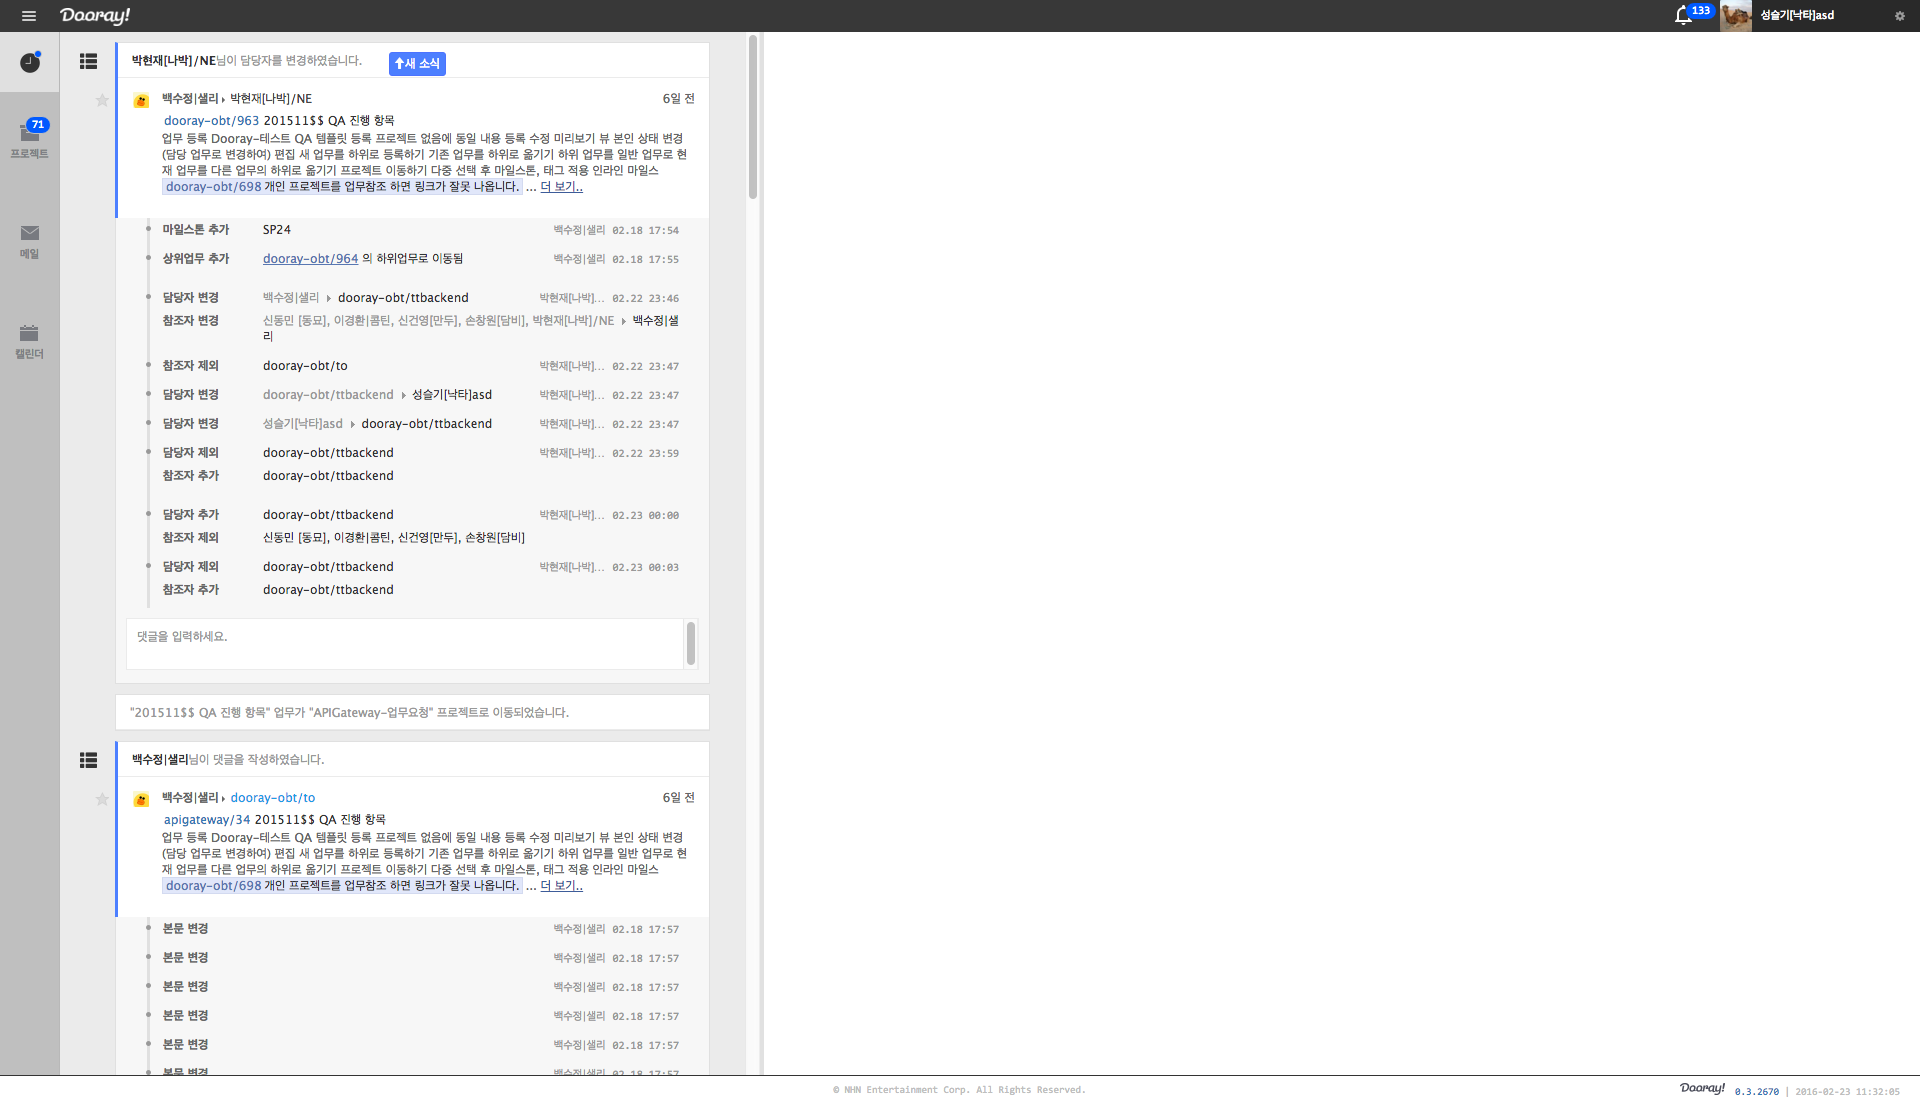 Dooray!
133
성슬기[낙타]asd
71
프로젝트
메일
캘린더
박현재[나박]/NE님이 담당자를 변경하였습니다.
새 소식
백수정|샐리 박현재[나박]/NE 6일 전
dooray-obt/963 201511$$ QA 진행 항목
업무 등록 Dooray-테스트 QA 템플릿 등록 프로젝트 없음에 동일 내용 등록 수정 미리보기 뷰 본인 상태 변경
(담당 업무로 변경하여) 편집 새 업무를 하위로 등록하기 기존 업무를 하위로 옮기기 하위 업무를 일반 업무로 현
재 업무를 다른 업무의 하위로 옮기기 프로젝트 이동하기 다중 선택 후 마일스톤, 태그 적용 인라인 마일스
dooray-obt/698 개인 프로젝트를 업무참조 하면 링크가 잘못 나옵니다. ... 더 보기..
마일스톤 추가 SP24 백수정|샐리 02.18 17:54
상위업무 추가 dooray-obt/964 의 하위업무로 이동됨 백수정|샐리 02.18 17:55
담당자 변경 백수정|샐리 dooray-obt/ttbackend 박현재[나박]... 02.22 23:46
참조자 변경 신동민 [동묘], 이경환|콤틴, 신건영[만두], 손창원[담비], 박현재[나박]/NE 백수정|샐
리
참조자 제외 dooray-obt/to 박현재[나박]... 02.22 23:47
담당자 변경 dooray-obt/ttbackend 성슬기[낙타]asd 박현재[나박]... 02.22 23:47
담당자 변경 성슬기[낙타]asd dooray-obt/ttbackend 박현재[나박]... 02.22 23:47
담당자 제외 dooray-obt/ttbackend 박현재[나박]... 02.22 23:59
참조자 추가 dooray-obt/ttbackend
담당자 추가 dooray-obt/ttbackend 박현재[나박]... 02.23 00:00
참조자 제외 신동민 [동묘], 이경환|콤틴, 신건영[만두], 손창원[담비]
담당자 제외 dooray-obt/ttbackend 박현재[나박]... 02.23 00:03
참조자 추가 dooray-obt/ttbackend
댓글을 입력하세요.
"201511$$ QA 진행 항목" 업무가 "APIGateway-업무요청" 프로젝트로 이동되었습니다.
백수정|샐리님이 댓글을 작성하였습니다.
백수정|샐리 dooray-obt/to 6일 전
apigateway/34 201511$$ QA 진행 항목
업무 등록 Dooray-테스트 QA 템플릿 등록 프로젝트 없음에 동일 내용 등록 수정 미리보기 뷰 본인 상태 변경
(담당 업무로 변경하여) 편집 새 업무를 하위로 등록하기 기존 업무를 하위로 옮기기 하위 업무를 일반 업무로 현
재 업무를 다른 업무의 하위로 옮기기 프로젝트 이동하기 다중 선택 후 마일스톤, 태그 적용 인라인 마일스
dooray-obt/698 개인 프로젝트를 업무참조 하면 링크가 잘못 나옵니다. ... 더 보기..
본문 변경 백수정|샐리 02.18 17:57
본문 변경 백수정|샐리 02.18 17:57
본문 변경 백수정|샐리 02.18 17:57
본문 변경 백수정|샐리 02.18 17:57
본문 변경 백수정|샐리 02.18 17:57
본문 변경 백수정|샐리 02.18 17:57
© NHN Entertainment Corp. All Rights Reserved.
Dooray! 0.3.2670 | 2016-02-23 11:32:05